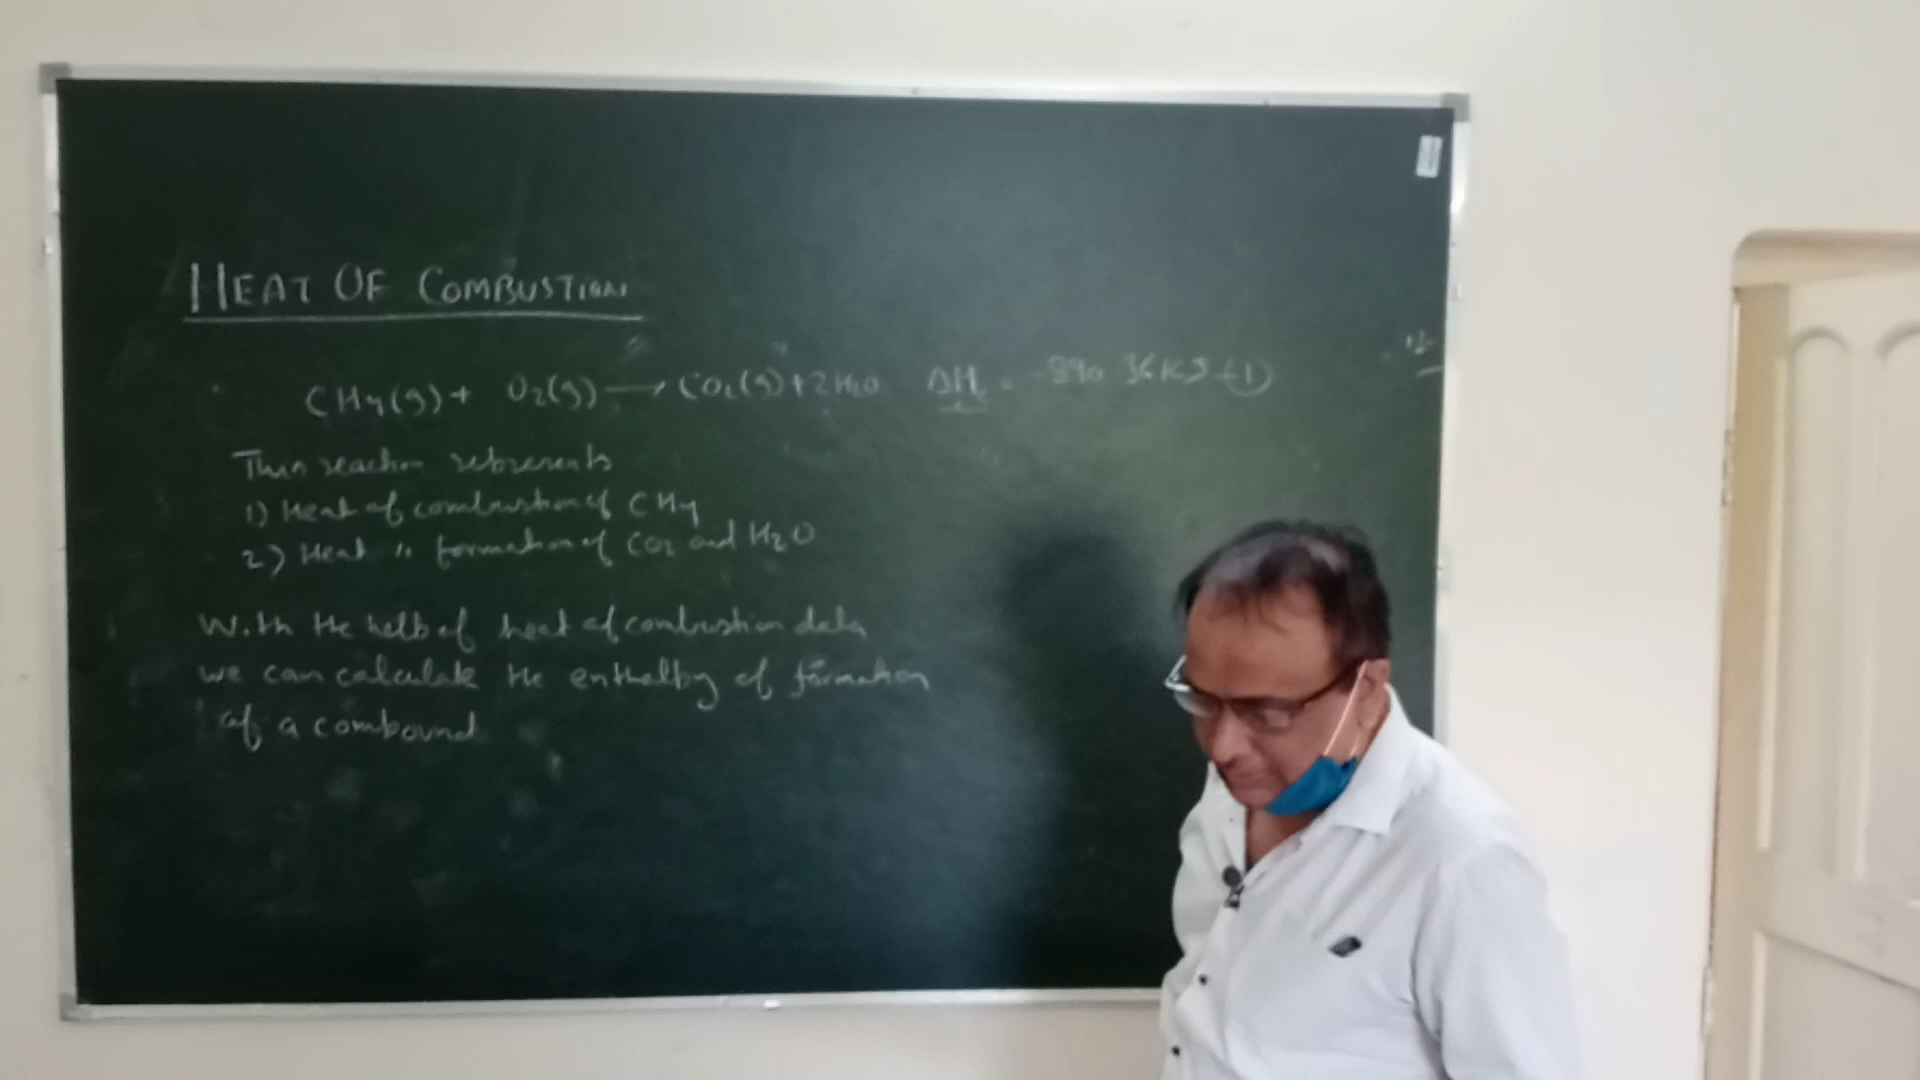 HEAT OF COMBUSTION
CH4(g) + O2(g) → CO2(g) + 2H2O ΔHc = -890.36 KJ -①
This reaction represents
1) Heat of combustion of CH4
2) Heat " formation of CO2 and H2O
With the help of heat of combustion data
we can calculate the enthalpy of formation
of a compound